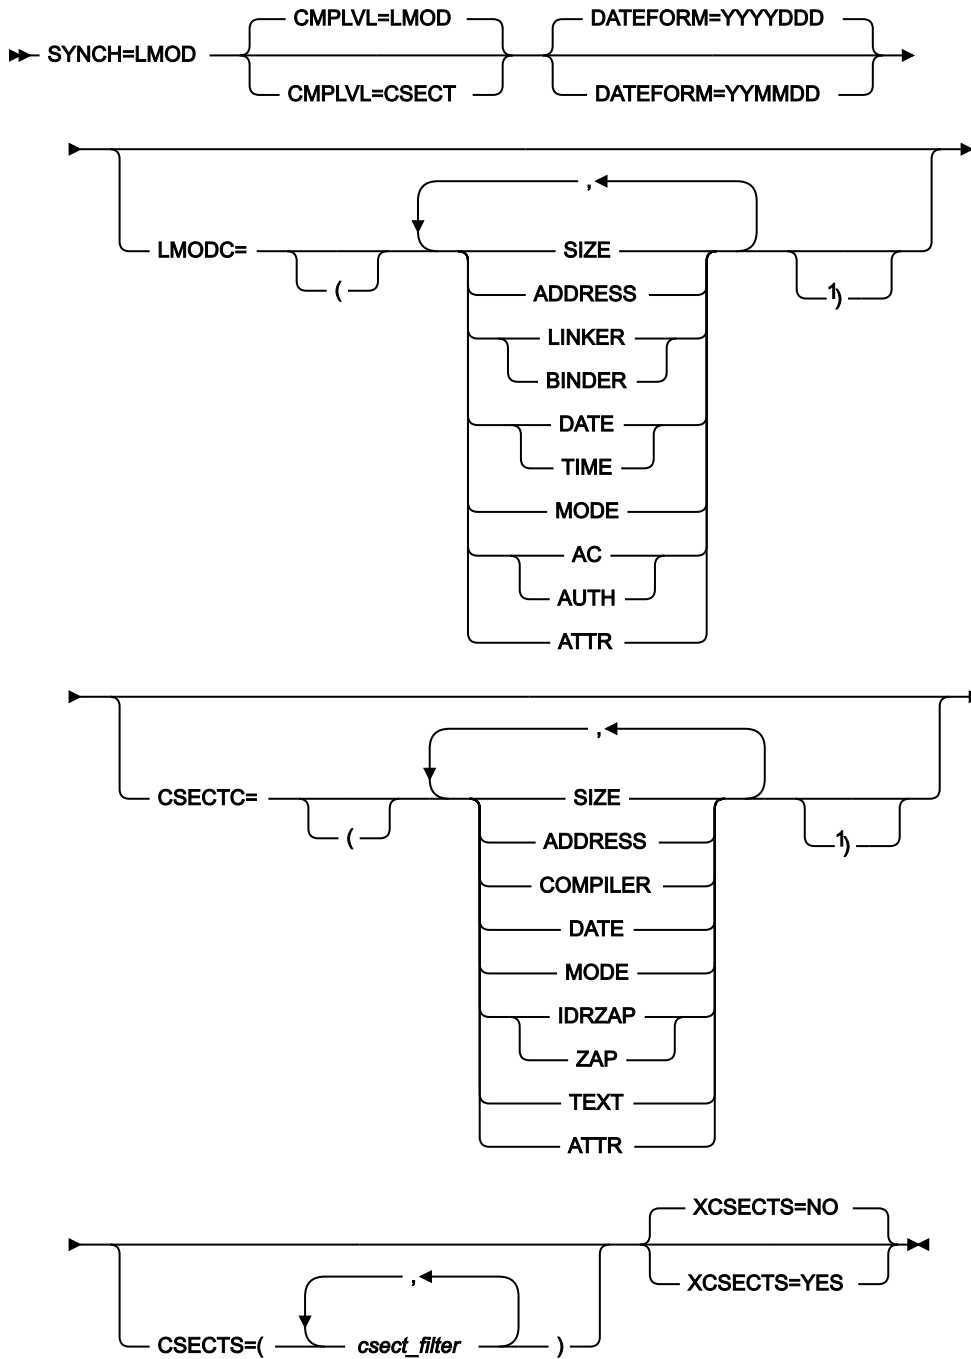 CMPLVL=LMOD DATEFORM=YYYYDDD
SYNCH=LMOD
CMPLVL=CSECT DATEFORM=YYMMDD
,
LMODC= SIZE
( ADDRESS 1)
LINKER
BINDER
DATE
TIME
MODE
AC
AUTH
ATTR
,
CSECTC= SIZE
( ADDRESS 1)
COMPILER
DATE
MODE
IDRZAP
ZAP
TEXT
ATTR
XCSECTS=NO
, XCSECTS=YES
CSECTS=( csect_filter )